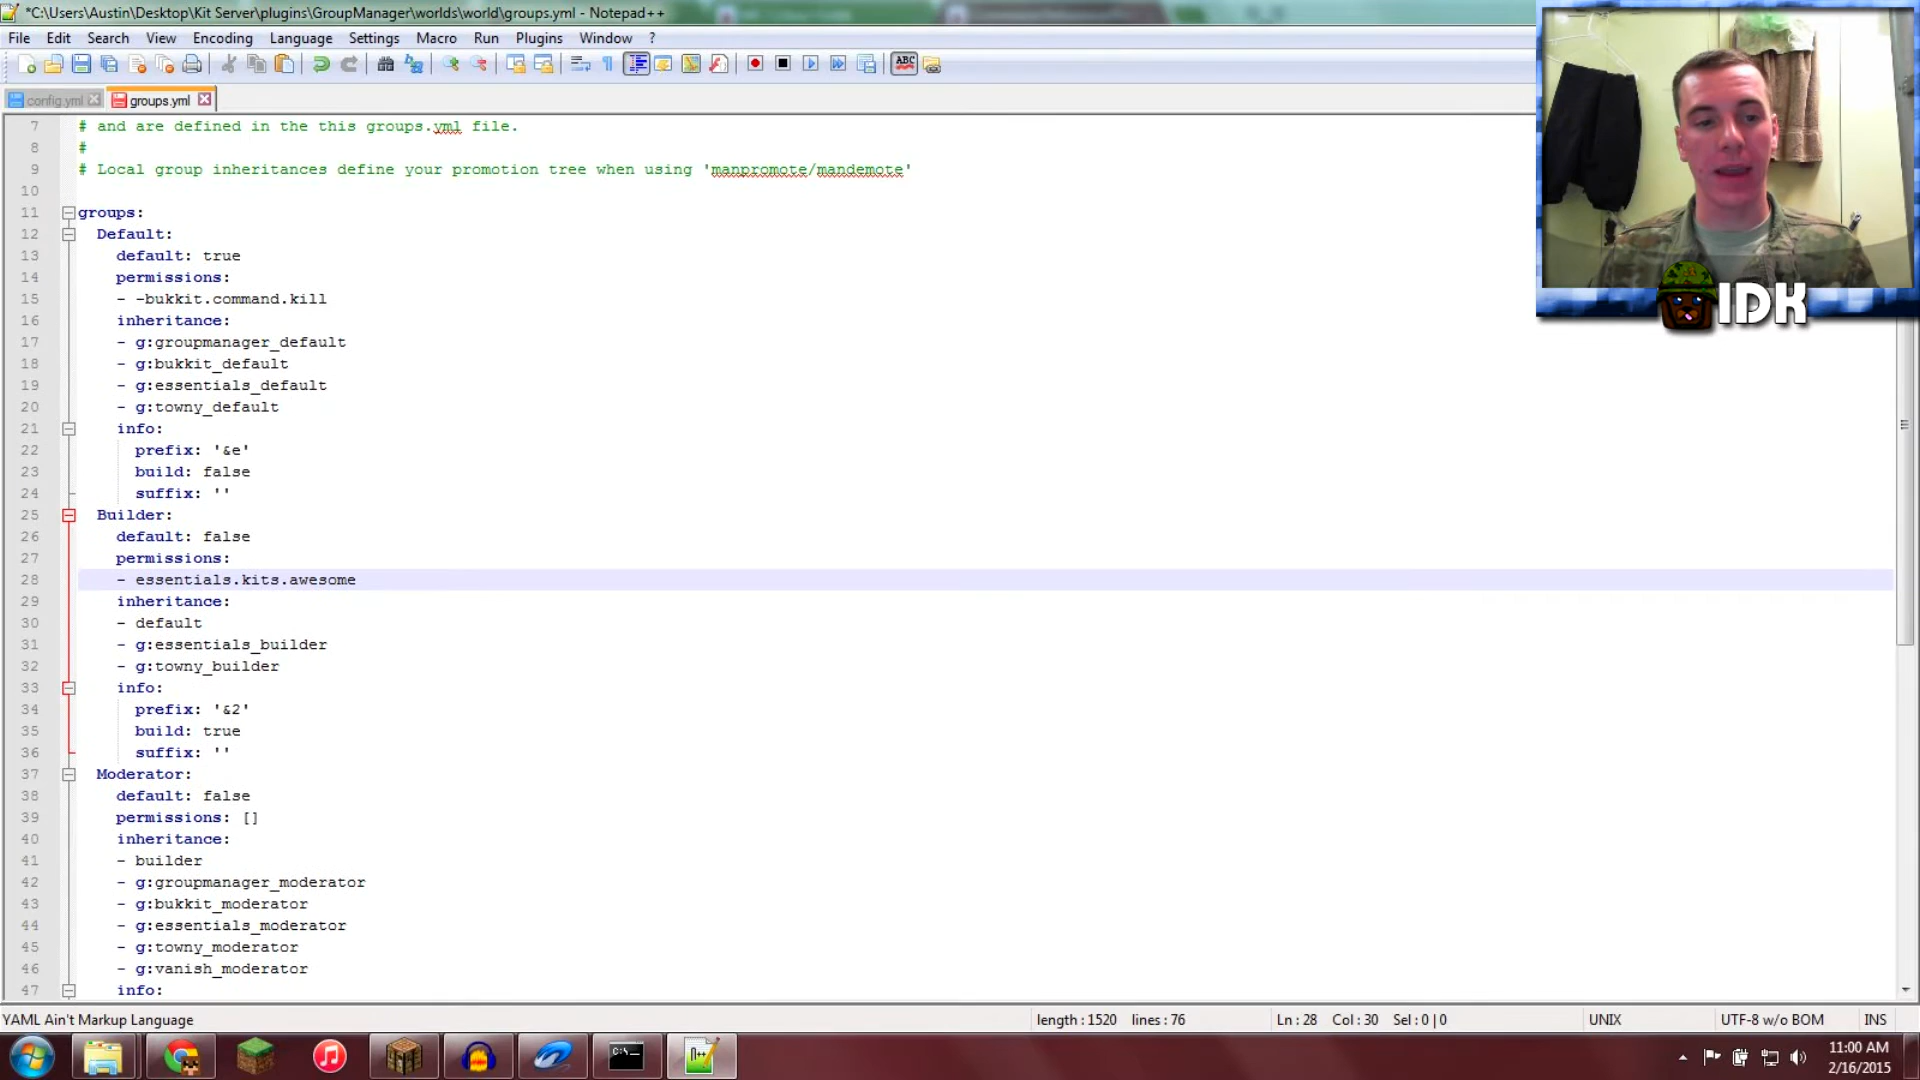 *C:\Users\Austin\Desktop\Kit Server\plugins\GroupManager\worlds\world\groups.yml - Notepad++
File Edit Search View Encoding Language Settings Macro Run Plugins Window ?
ABC
config.yml groups.yml
7 # and are defined in the this groups.yml file.
8 #
9 # Local group inheritances define your promotion tree when using 'manpromote/mandemote'
10
11 groups:
12 Default:
13 default: true
14 permissions:
15 - -bukkit.command.kill
16 inheritance:
17 - g:groupmanager_default
18 - g:bukkit_default
19 - g:essentials_default
20 - g:towny_default
21 info:
22 prefix: '&e'
23 build: false
24 suffix: ''
25 Builder:
26 default: false
27 permissions:
28 - essentials.kits.awesome
29 inheritance:
30 - default
31 - g:essentials_builder
32 - g:towny_builder
33 info:
34 prefix: '&2'
35 build: true
36 suffix: ''
37 Moderator:
38 default: false
39 permissions: []
40 inheritance:
41 - builder
42 - g:groupmanager_moderator
43 - g:bukkit_moderator
44 - g:essentials_moderator
45 - g:towny_moderator
46 - g:vanish_moderator
47 info:
IDK
YAML Ain't Markup Language length : 1520 lines : 76 Ln : 28 Col : 30 Sel : 0 | 0 UNIX UTF-8 w/o BOM INS
C:\
11:00 AM
2/16/2015